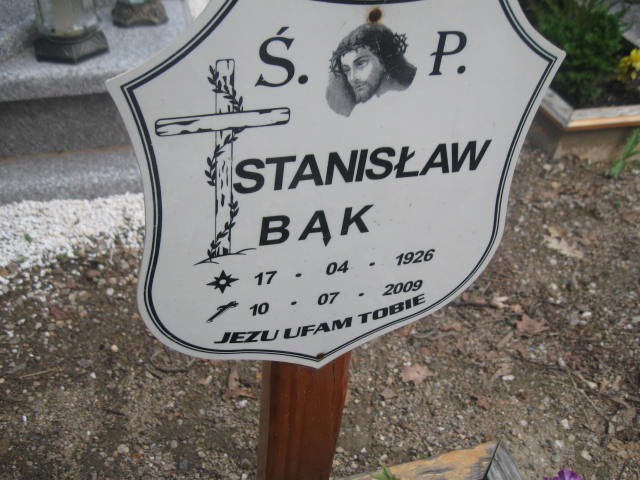 Ś. P.
STANISŁAW
BĄK
17 · 04 · 1926
10 · 07 · 2009
JEZU UFAM TOBIE